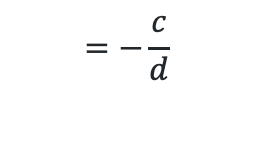 = − c/d